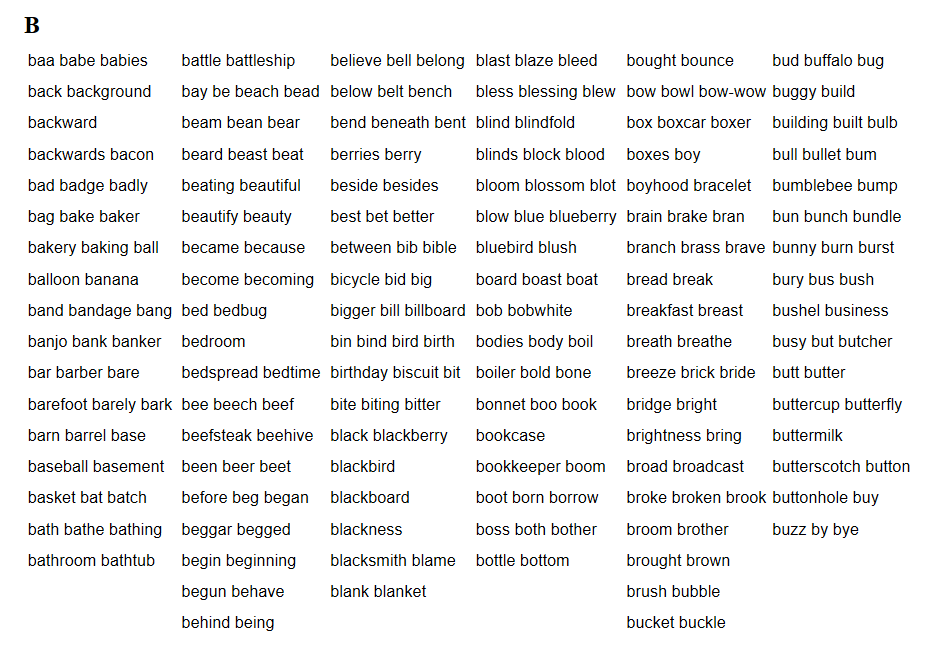 B
baa babe babies
back background
backward
backwards bacon
bad badge badly
bag bake baker
bakery baking ball
balloon banana
band bandage bang
banjo bank banker
bar barber bare
barefoot barely bark
barn barrel base
baseball basement
basket bat batch
bath bathe bathing
bathroom bathtub
battle battleship
bay be beach bead
beam bean bear
beard beast beat
beating beautiful
beautify beauty
became because
become becoming
bed bedbug
bedroom
bedspread bedtime
bee beech beef
beefsteak beehive
been beer beet
before beg began
beggar begged
begin beginning
begun behave
behind being
believe bell belong
below belt bench
bend beneath bent
berries berry
beside besides
best bet better
between bib bible
bicycle bid big
bigger bill billboard
bin bind bird birth
birthday biscuit bit
bite biting bitter
black blackberry
blackbird
blackboard
blackness
blacksmith blame
blank blanket
blast blaze bleed
bless blessing blew
blind blindfold
blinds block blood
bloom blossom blot
blow blue blueberry
bluebird blush
board boast boat
bob bobwhite
bodies body boil
boiler bold bone
bonnet boo book
bookcase
bookkeeper boom
boot born borrow
boss both bother
bottle bottom
bought bounce
bow bowl bow-wow
box boxcar boxer
boxes boy
boyhood bracelet
brain brake bran
branch brass brave
bread break
breakfast breast
breath breathe
breeze brick bride
bridge bright
brightness bring
broad broadcast
broke broken brook
broom brother
brought brown
brush bubble
bucket buckle
bud buffalo bug
buggy build
building built bulb
bull bullet bum
bumblebee bump
bun bunch bundle
bunny burn burst
bury bus bush
bushel business
busy but butcher
butt butter
buttercup butterfly
buttermilk
butterscotch button
buttonhole buy
buzz by bye